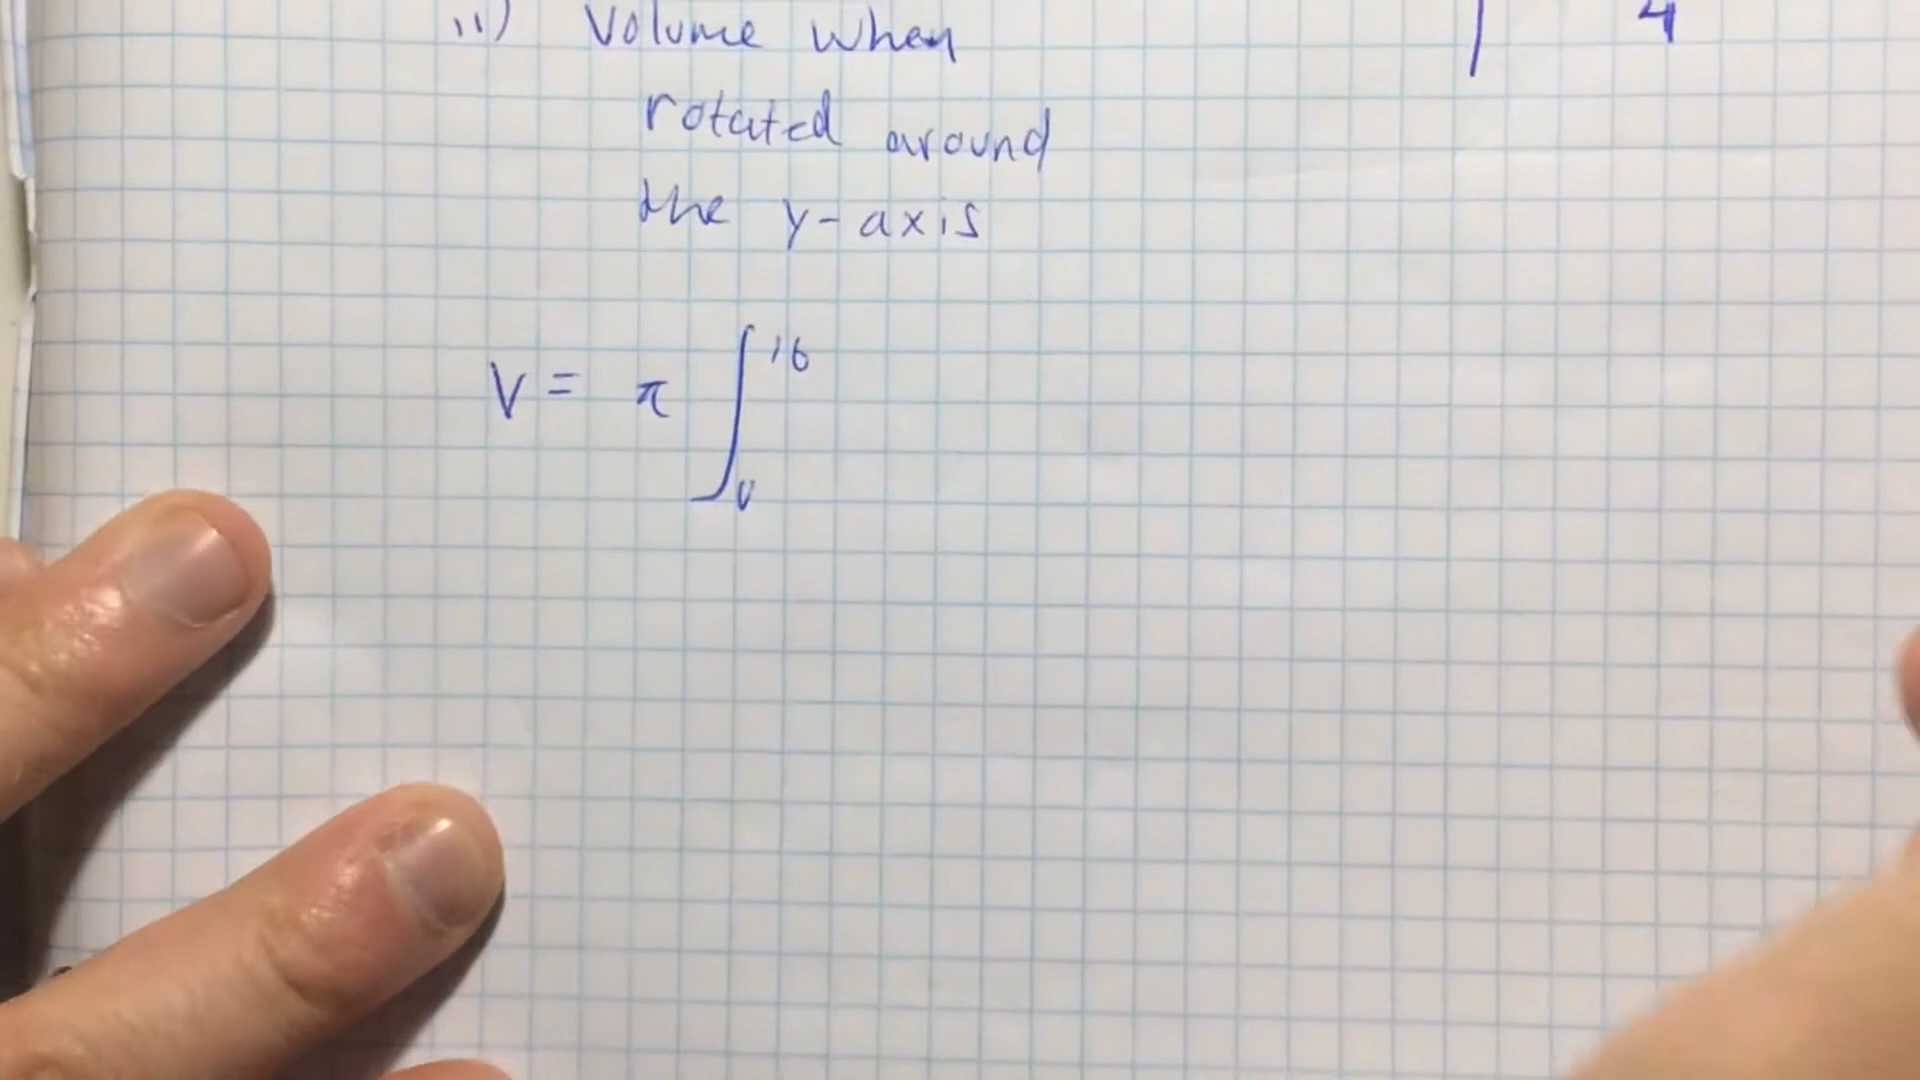 ii) Volume when
rotated around
the y-axis
4
V = π ∫₀¹⁶